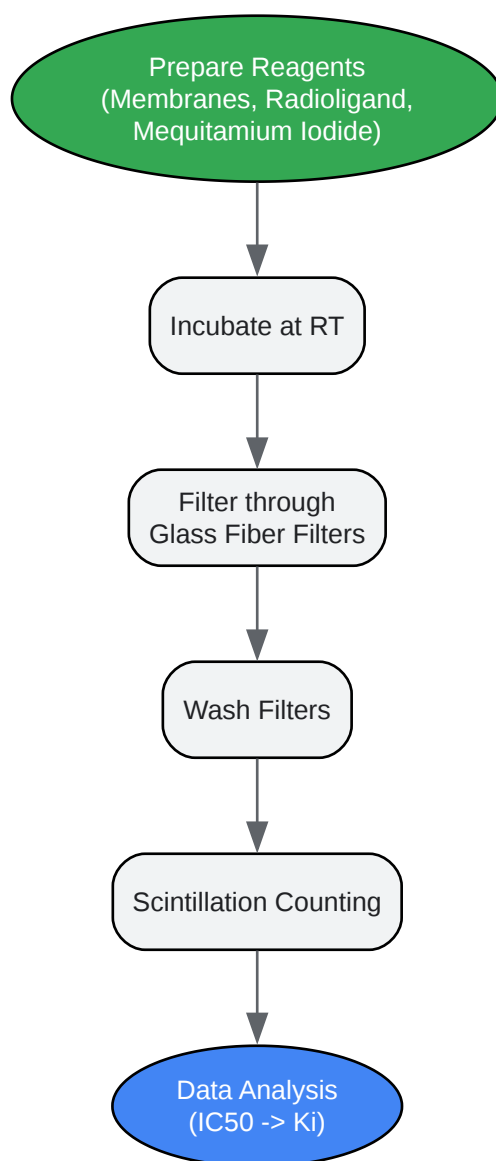 Prepare Reagents
(Membranes, Radioligand,
Mequitamium Iodide)
Incubate at RT
Filter through
Glass Fiber Filters
Wash Filters
Scintillation Counting
Data Analysis
(IC50 -> Ki)